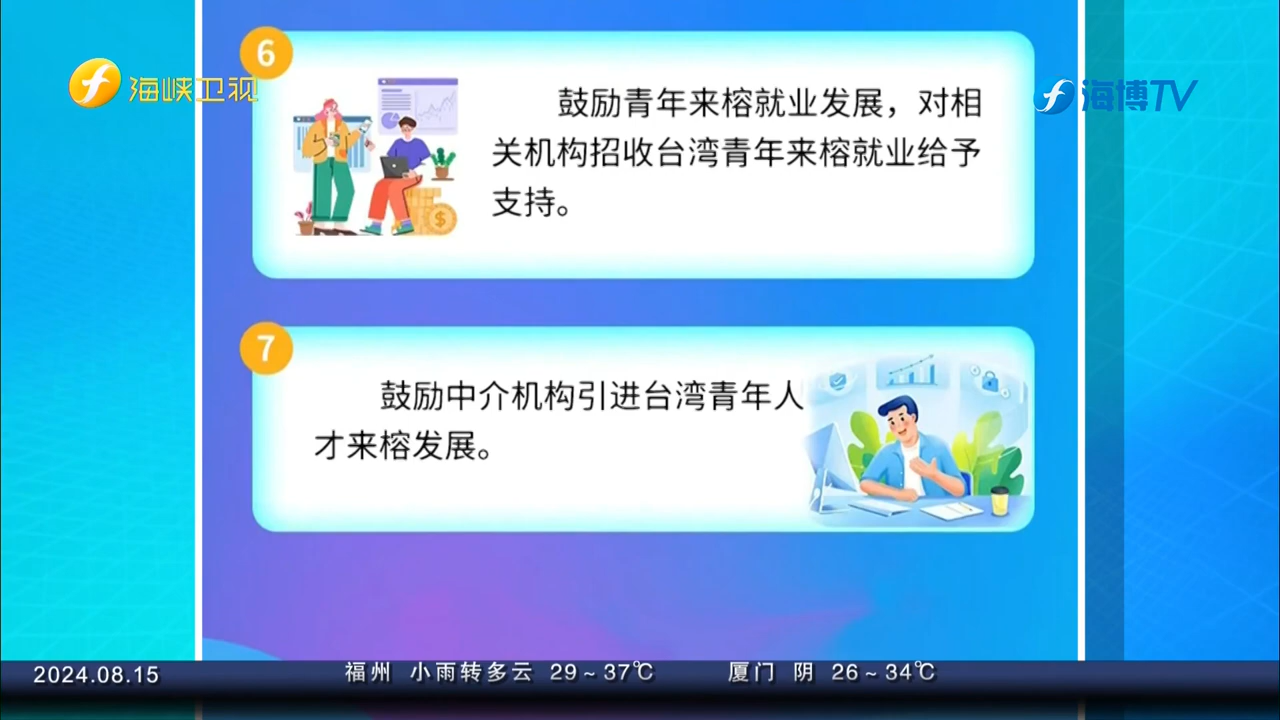 6
海峡卫视
海博TV
鼓励青年来榕就业发展，对相
关机构招收台湾青年来榕就业给予
支持。
7
鼓励中介机构引进台湾青年人
才来榕发展。
2024.08.15 福州 小雨转多云 29～37℃ 厦门 阴 26～34℃